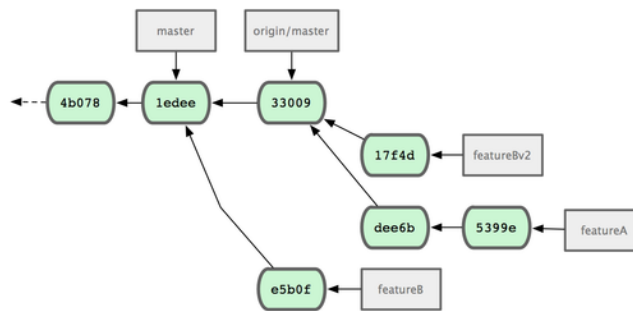 master
origin/master
4b078
1edee
33009
17f4d
featureBv2
dee6b
5399e
featureA
e5b0f
featureB